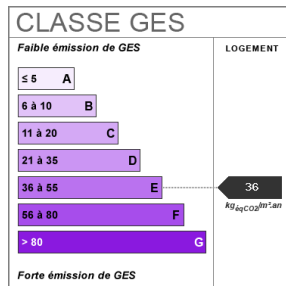 CLASSE GES
Faible émission de GES
LOGEMENT
≤ 5 A
6 à 10 B
11 à 20 C
21 à 35 D
36 à 55 E
36
kgéqCO2/m².an
56 à 80 F
> 80 G
Forte émission de GES